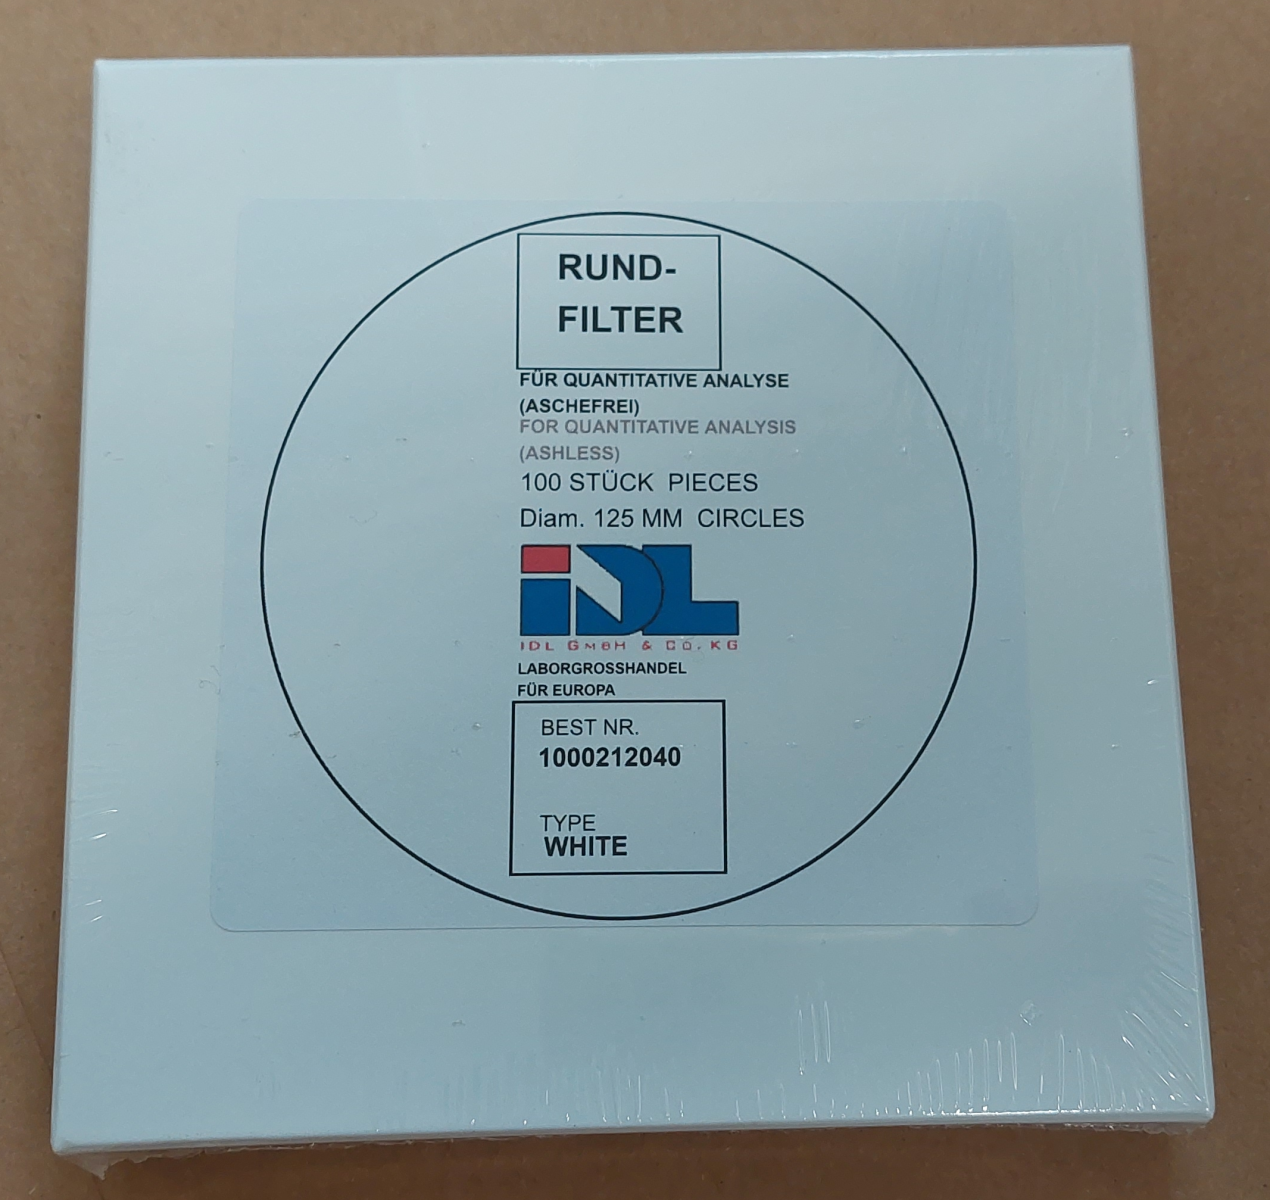 RUND-
FILTER
FÜR QUANTITATIVE ANALYSE
(ASCHEFREI)
FOR QUANTITATIVE ANALYSIS
(ASHLESS)
100 STÜCK PIECES
Diam. 125 MM CIRCLES
iDL
IDL GMBH & CO. KG
LABORGROSSHANDEL
FÜR EUROPA
BEST NR.
1000212040
TYPE
WHITE